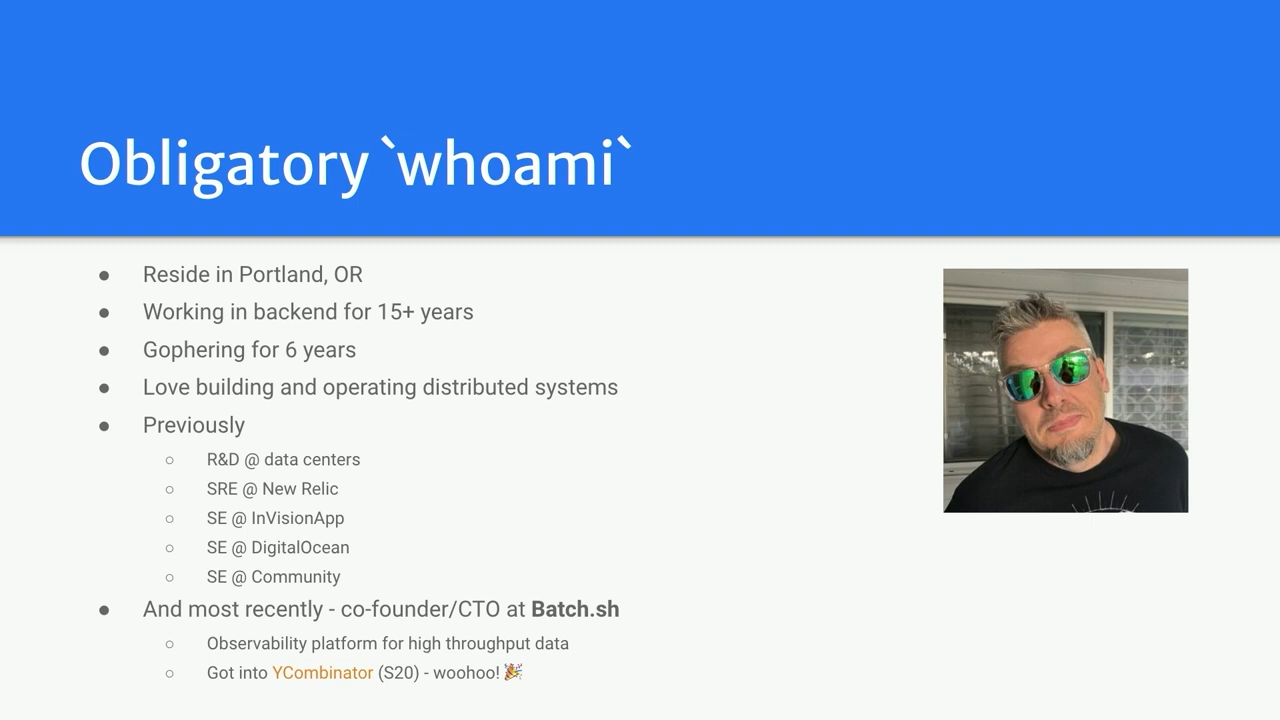 Obligatory `whoami`
● Reside in Portland, OR
● Working in backend for 15+ years
● Gophering for 6 years
● Love building and operating distributed systems
● Previously
○ R&D @ data centers
○ SRE @ New Relic
○ SE @ InVisionApp
○ SE @ DigitalOcean
○ SE @ Community
● And most recently - co-founder/CTO at Batch.sh
○ Observability platform for high throughput data
○ Got into YCombinator (S20) - woohoo! 🎉